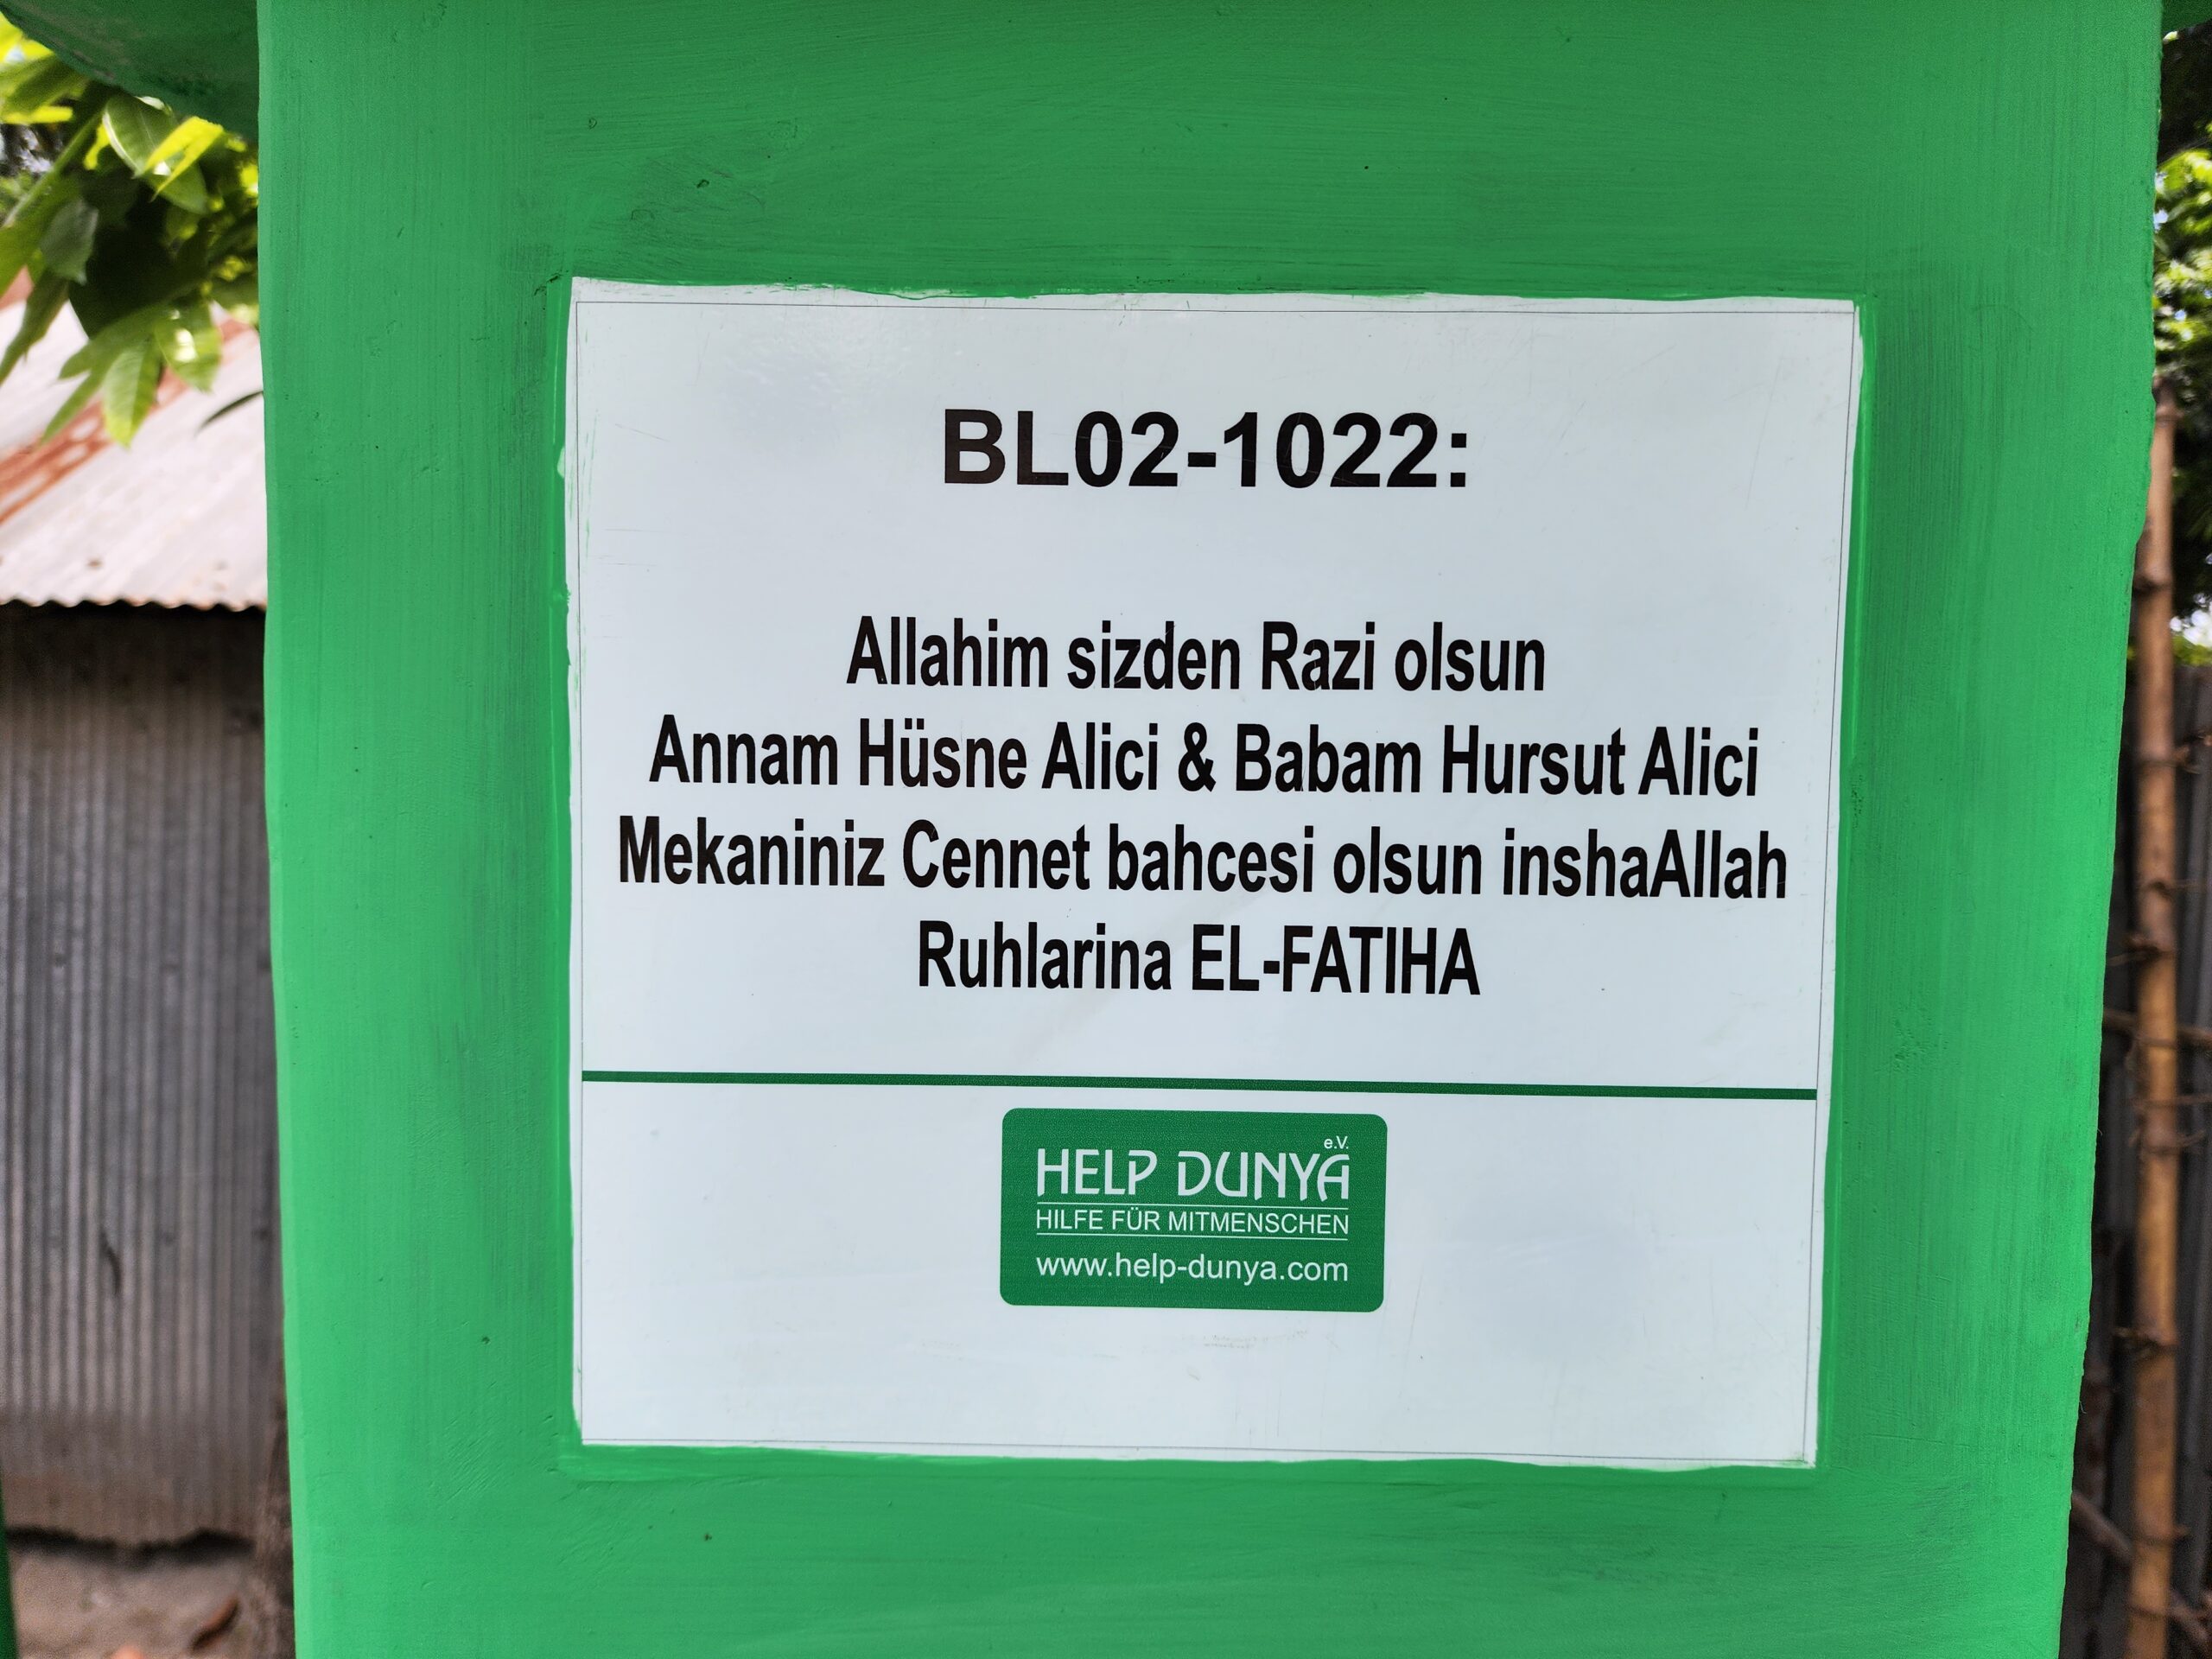 BL02-1022:
Allahim sizden Razi olsun
Annam Hüsne Alici & Babam Hursut Alici
Mekaniniz Cennet bahcesi olsun inshaAllah
Ruhlarina EL-FATIHA
e.V.
HELP DUNYA
HILFE FÜR MITMENSCHEN
www.help-dunya.com